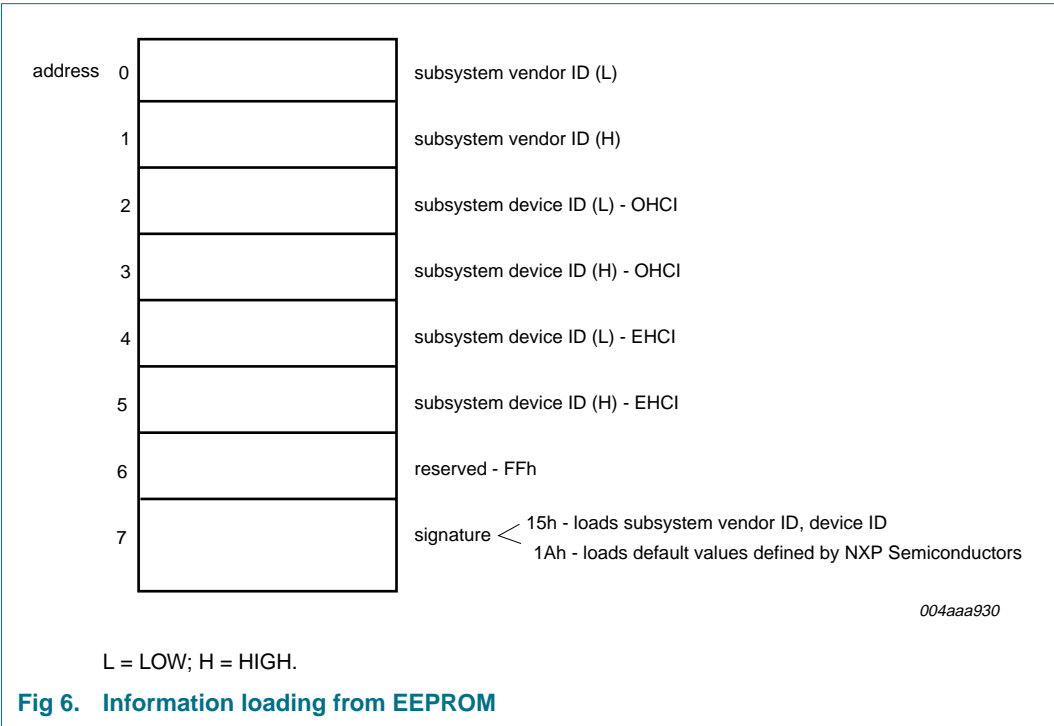 address 0 subsystem vendor ID (L)
1 subsystem vendor ID (H)
2 subsystem device ID (L) - OHCI
3 subsystem device ID (H) - OHCI
4 subsystem device ID (L) - EHCI
5 subsystem device ID (H) - EHCI
6 reserved - FFh
15h - loads subsystem vendor ID, device ID
7 signature
1Ah - loads default values defined by NXP Semiconductors
004aaa930
L = LOW; H = HIGH.
Fig 6. Information loading from EEPROM